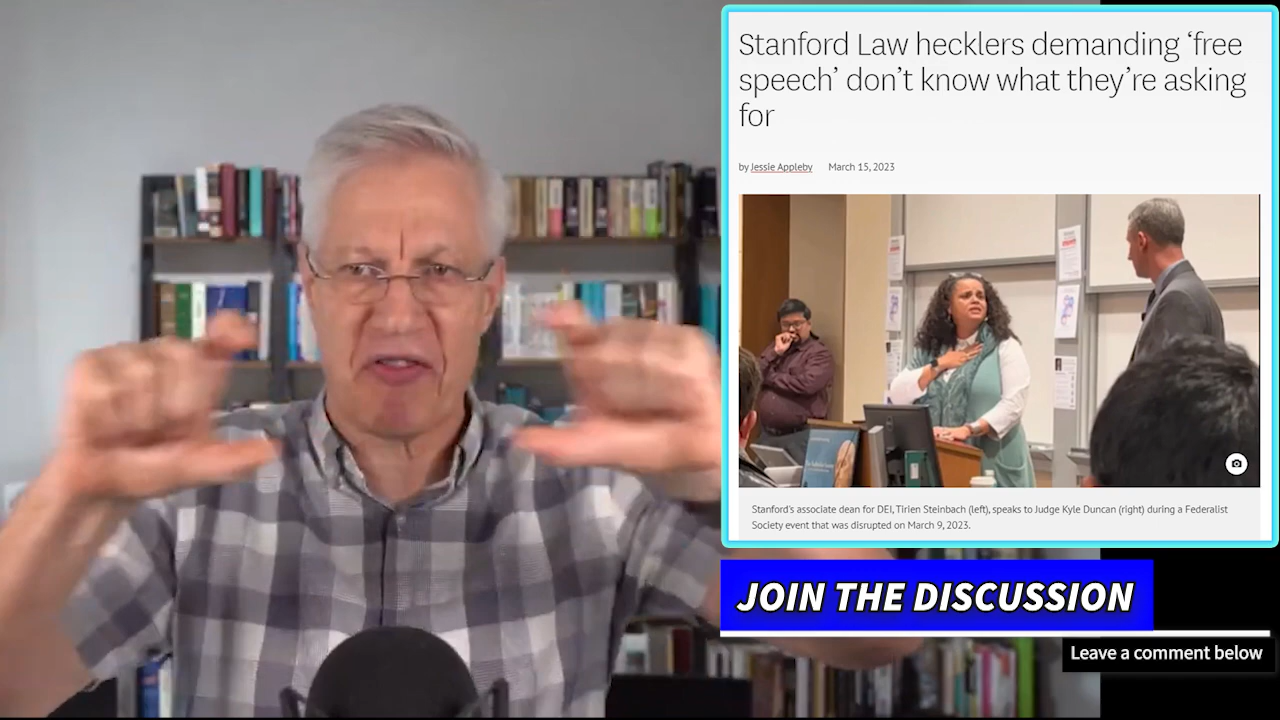 Stanford Law hecklers demanding ‘free
speech’ don’t know what they’re asking
for
by Jessie Appleby March 15, 2023
Stanford's associate dean for DEI, Tirien Steinbach (left), speaks to Judge Kyle Duncan (right) during a Federalist
Society event that was disrupted on March 9, 2023.
JOIN THE DISCUSSION
Leave a comment below